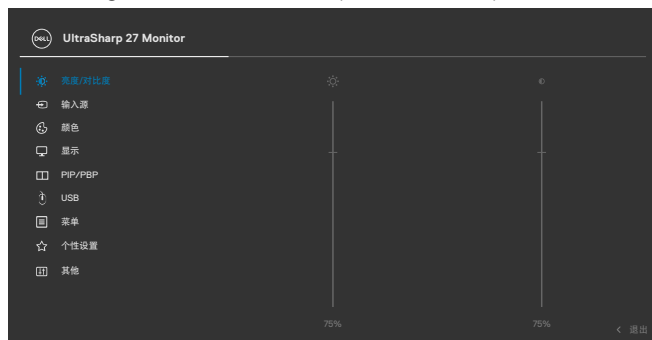 DELL
UltraSharp 27 Monitor
亮度/对比度
输入源
颜色
显示
PIP/PBP
USB
菜单
个性设置
其他
75% 75%
退出